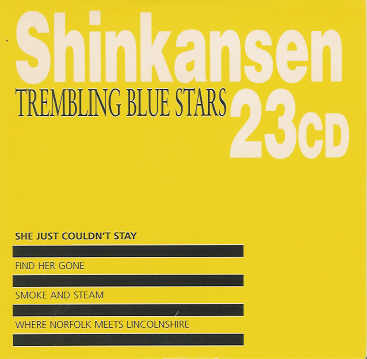 Shinkansen
TREMBLING BLUE STARS
23CD
SHE JUST COULDN'T STAY
FIND HER GONE
SMOKE AND STEAM
WHERE NORFOLK MEETS LINCOLNSHIRE